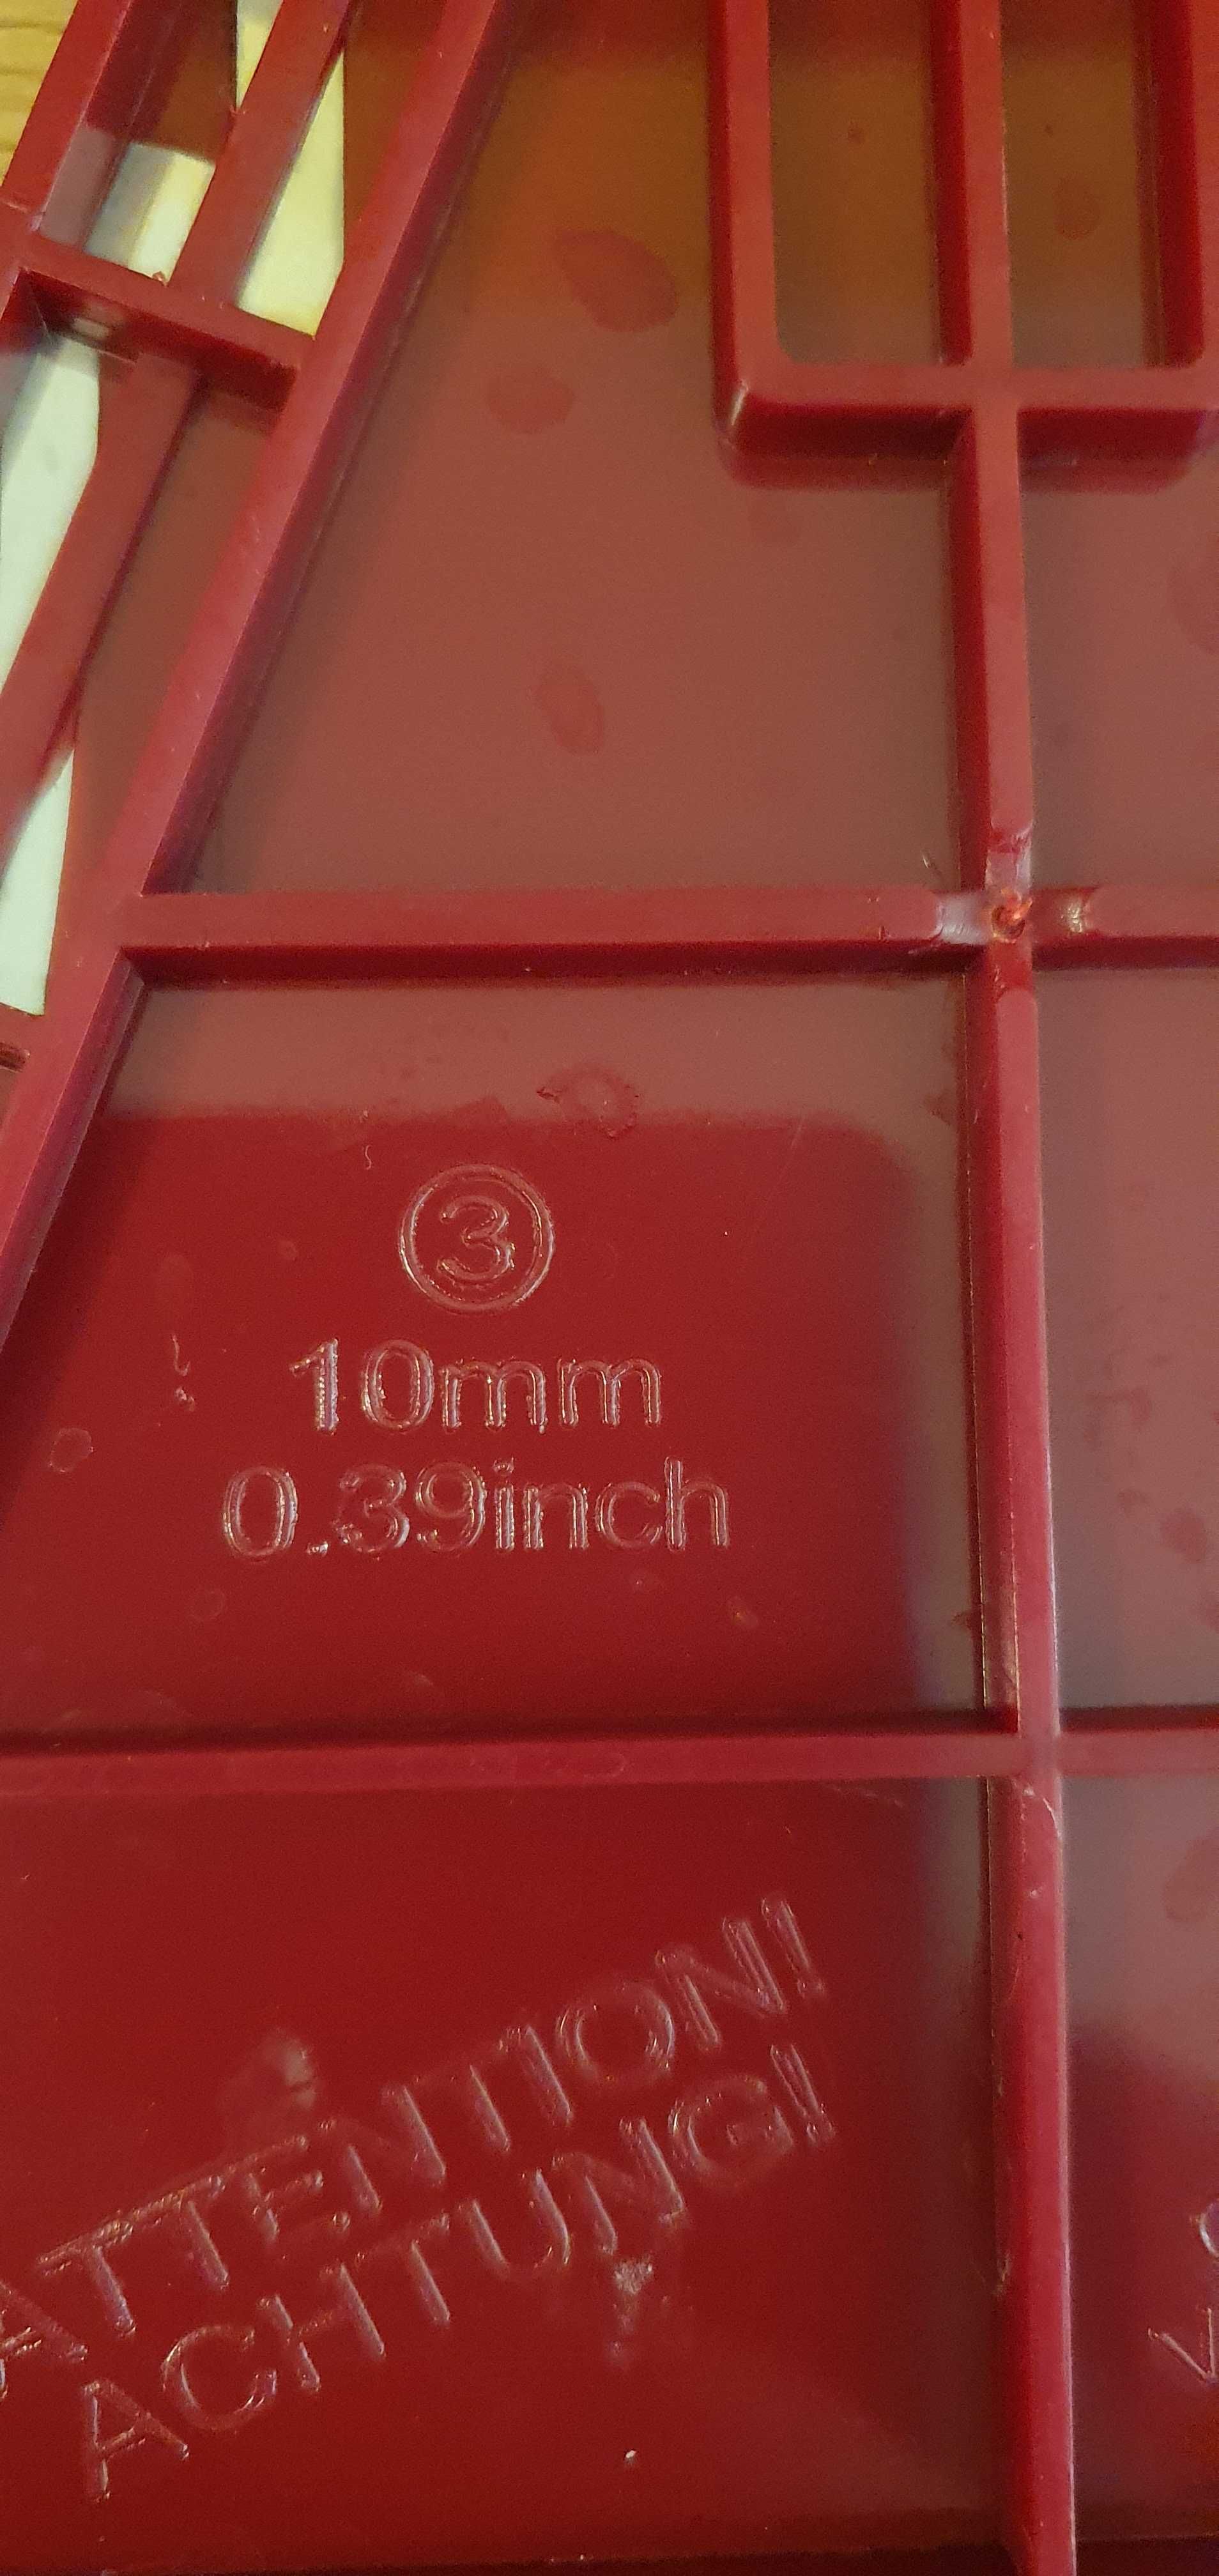 ③
10mm
0.39inch
ATTENTION!
ACHTUNG!